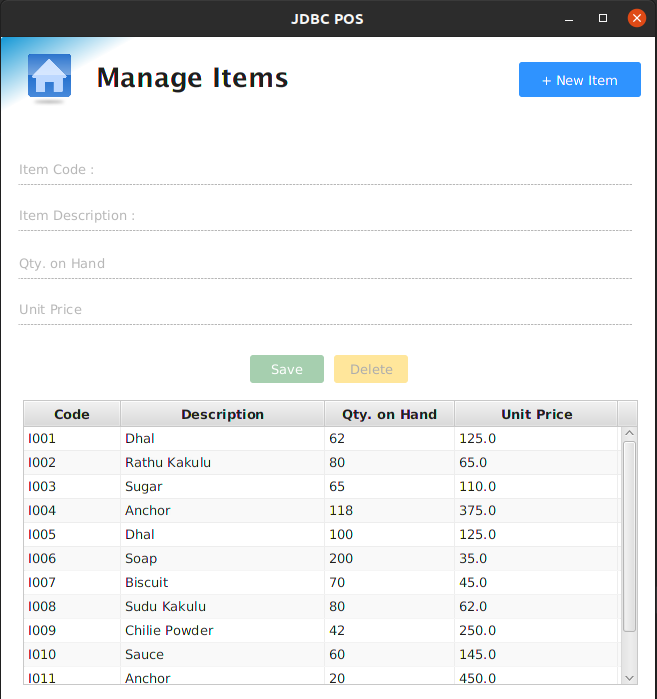 JDBC POS
Manage Items
+ New Item
Item Code :
Item Description :
Qty. on Hand
Unit Price
Save Delete
Code Description Qty. on Hand Unit Price
I001 Dhal 62 125.0
I002 Rathu Kakulu 80 65.0
I003 Sugar 65 110.0
I004 Anchor 118 375.0
I005 Dhal 100 125.0
I006 Soap 200 35.0
I007 Biscuit 70 45.0
I008 Sudu Kakulu 80 62.0
I009 Chilie Powder 42 250.0
I010 Sauce 60 145.0
I011 Anchor 20 450.0